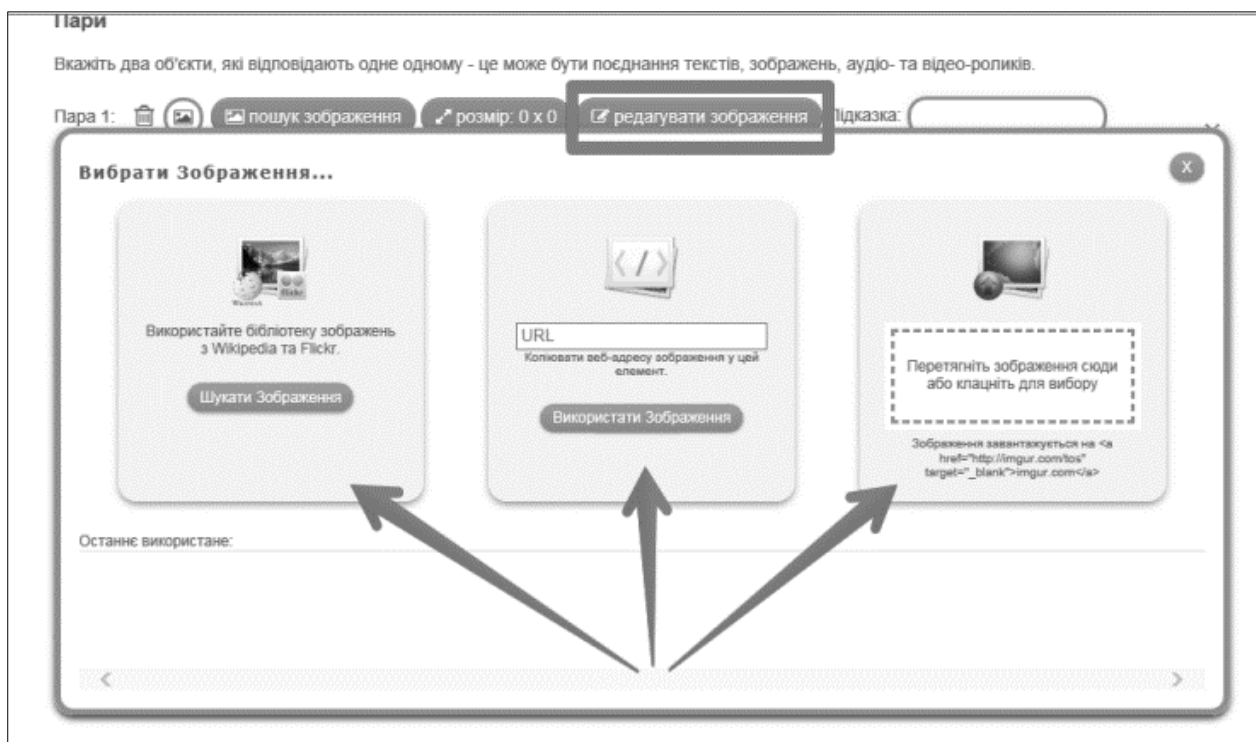 Пари
Вкажіть два об'єкти, які відповідають одне одному - це може бути поєднання текстів, зображень, аудіо- та відео-роликів.
Пара 1: пошук зображення розмір: 0 x 0 редагувати зображення Підказка:
Вибрати Зображення... X
Wikipedia
flickr
Використайте бібліотеку зображень
з Wikipedia та Flickr.
Шукати Зображення
</>
URL
Копіювати веб-адресу зображення у цей
елемент.
Використати Зображення
Перетягніть зображення сюди
або клацніть для вибору
Зображення завантажується на <a
href="http://imgur.com/tos"
target="_blank">imgur.com</a>
Останнє використане: